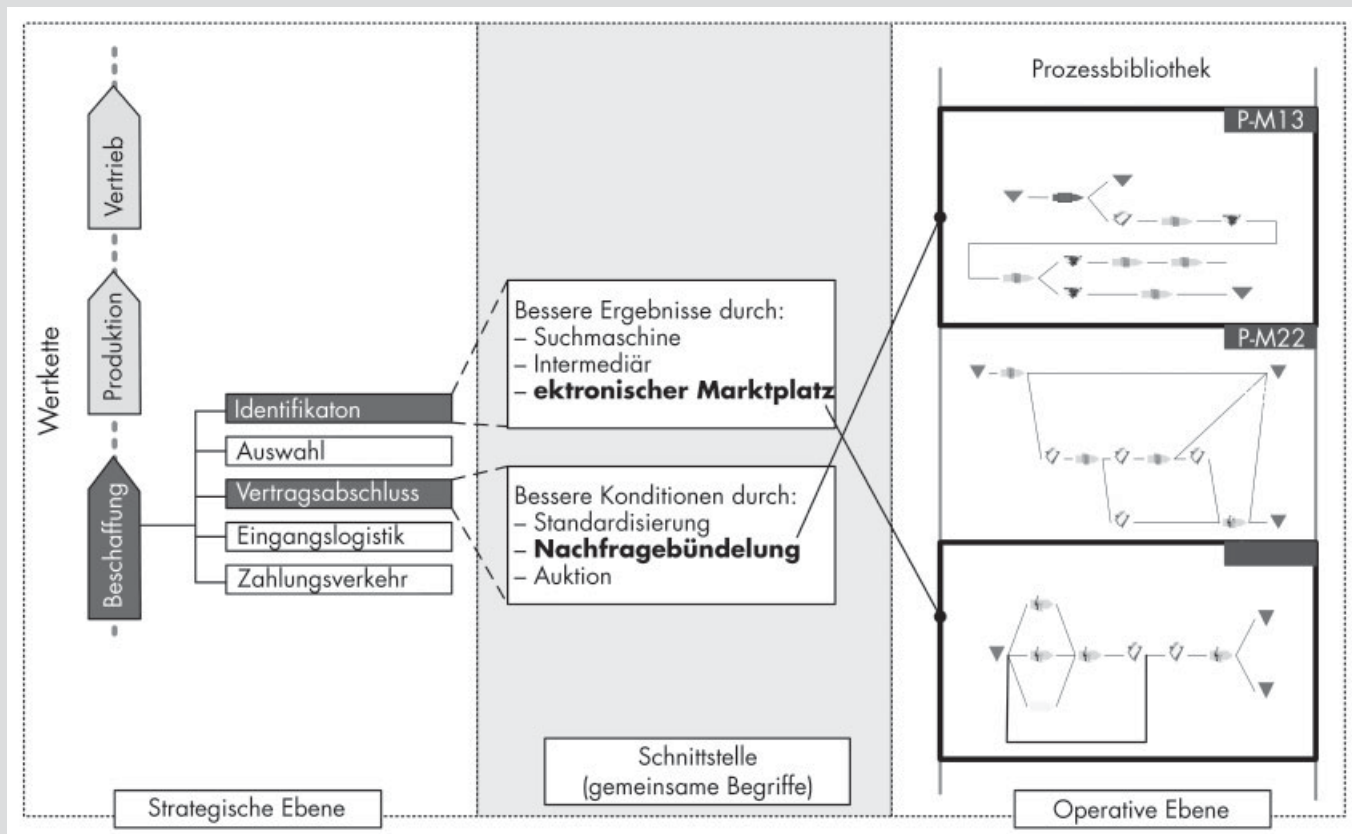 Wertkette
Vertrieb
Produktion
Beschaffung
Identifikaton
Auswahl
Vertragsabschluss
Eingangslogistik
Zahlungsverkehr
Strategische Ebene
Bessere Ergebnisse durch:
– Suchmaschine
– Intermediär
– ektronischer Marktplatz
Bessere Konditionen durch:
– Standardisierung
– Nachfragebündelung
– Auktion
Schnittstelle
(gemeinsame Begriffe)
Prozessbibliothek
P-M13
P-M22
Operative Ebene